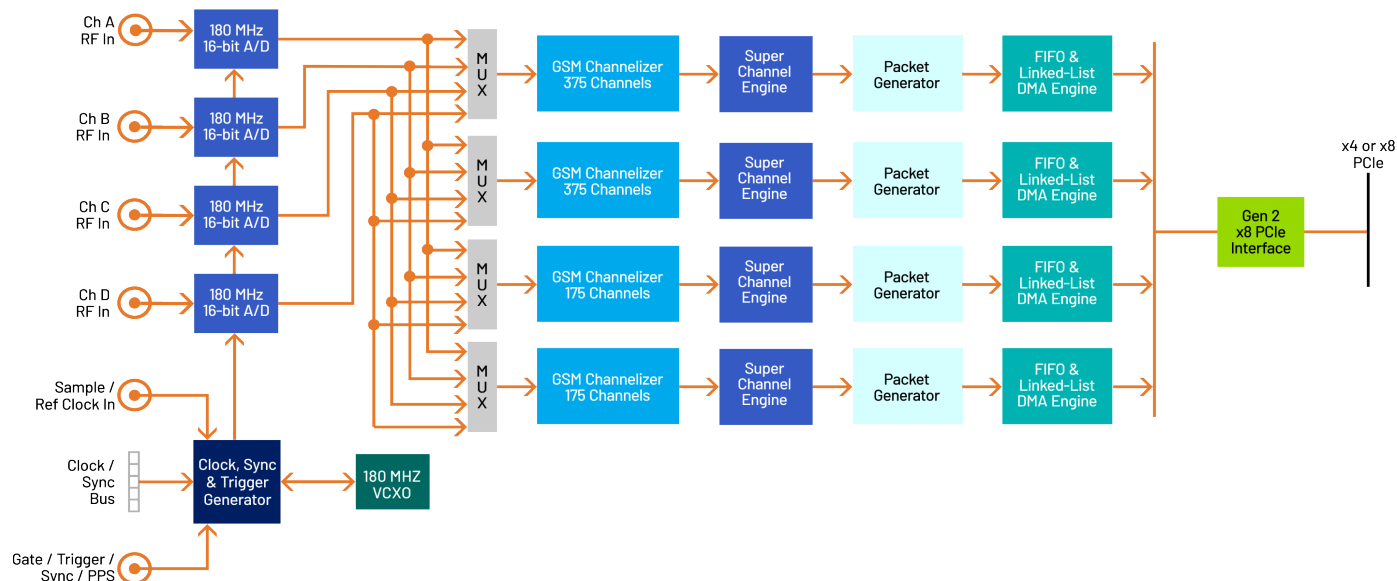 Ch A
RF In
180 MHz
16-bit A/D
Ch B
RF In
180 MHz
16-bit A/D
Ch C
RF In
180 MHz
16-bit A/D
Ch D
RF In
180 MHz
16-bit A/D
Sample /
Ref Clock In
Clock /
Sync
Bus
Gate / Trigger /
Sync / PPS
Clock, Sync
& Trigger
Generator
180 MHZ
VCXO
M
U
X
GSM Channelizer
375 Channels
Super
Channel
Engine
Packet
Generator
FIFO &
Linked-List
DMA Engine
M
U
X
GSM Channelizer
375 Channels
Super
Channel
Engine
Packet
Generator
FIFO &
Linked-List
DMA Engine
M
U
X
GSM Channelizer
175 Channels
Super
Channel
Engine
Packet
Generator
FIFO &
Linked-List
DMA Engine
M
U
X
GSM Channelizer
175 Channels
Super
Channel
Engine
Packet
Generator
FIFO &
Linked-List
DMA Engine
Gen 2
x8 PCIe
Interface
x4 or x8
PCIe